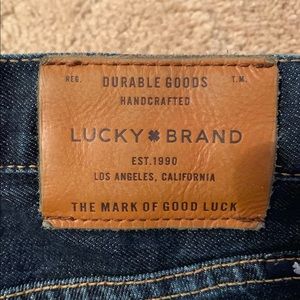 REG. DURABLE GOODS T.M.
HANDCRAFTED
LUCKY BRAND
EST.1990
LOS ANGELES, CALIFORNIA
THE MARK OF GOOD LUCK